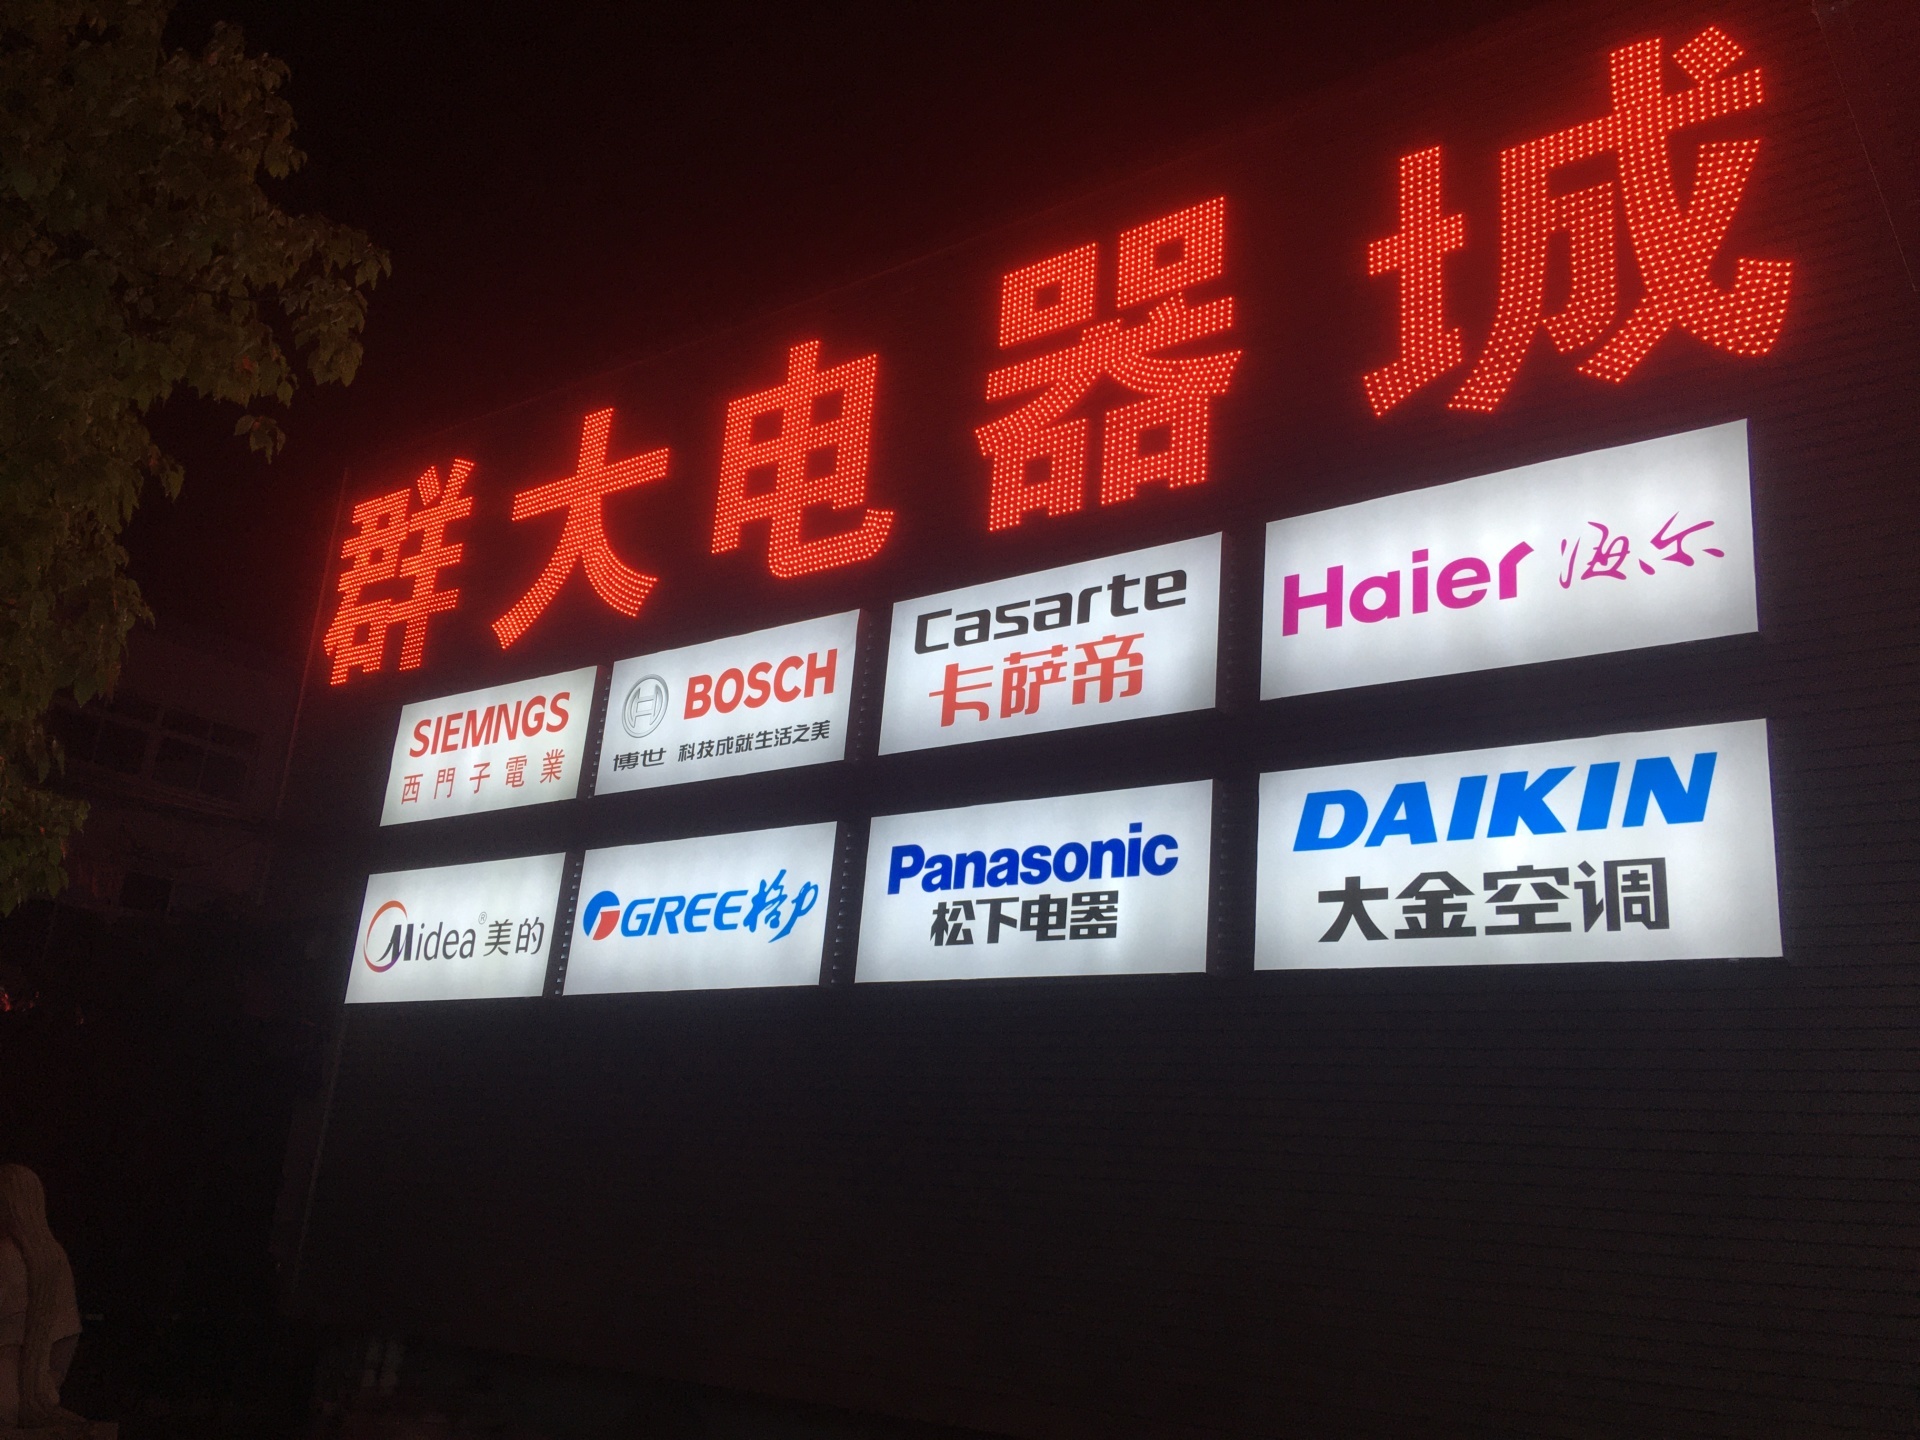 群大电器城
SIEMNGS
西門子電業
BOSCH
博世 科技成就生活之美
Casarte
卡萨帝
Haier 海尔
Midea® 美的
GREE格力
Panasonic
松下电器
DAIKIN
大金空调